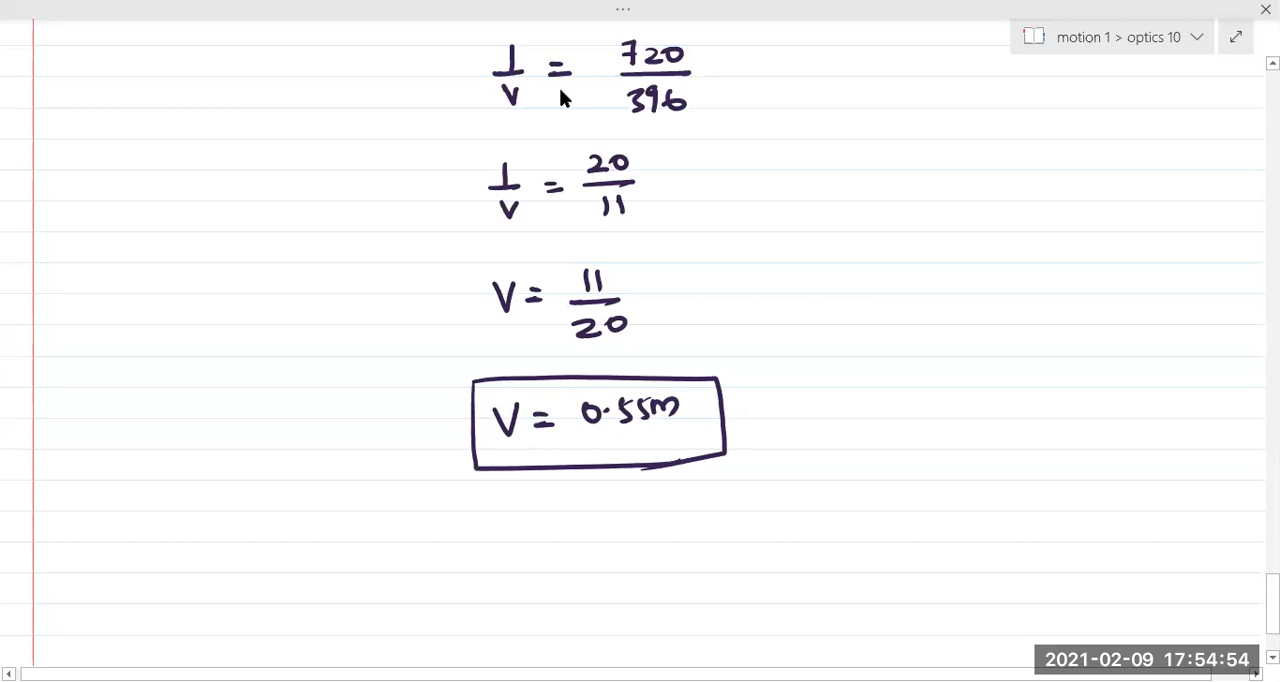 ...
motion 1 > optics 10
1/v = 720/396
1/v = 20/11
V = 11/20
V = 0.55m
2021-02-09 17:54:54